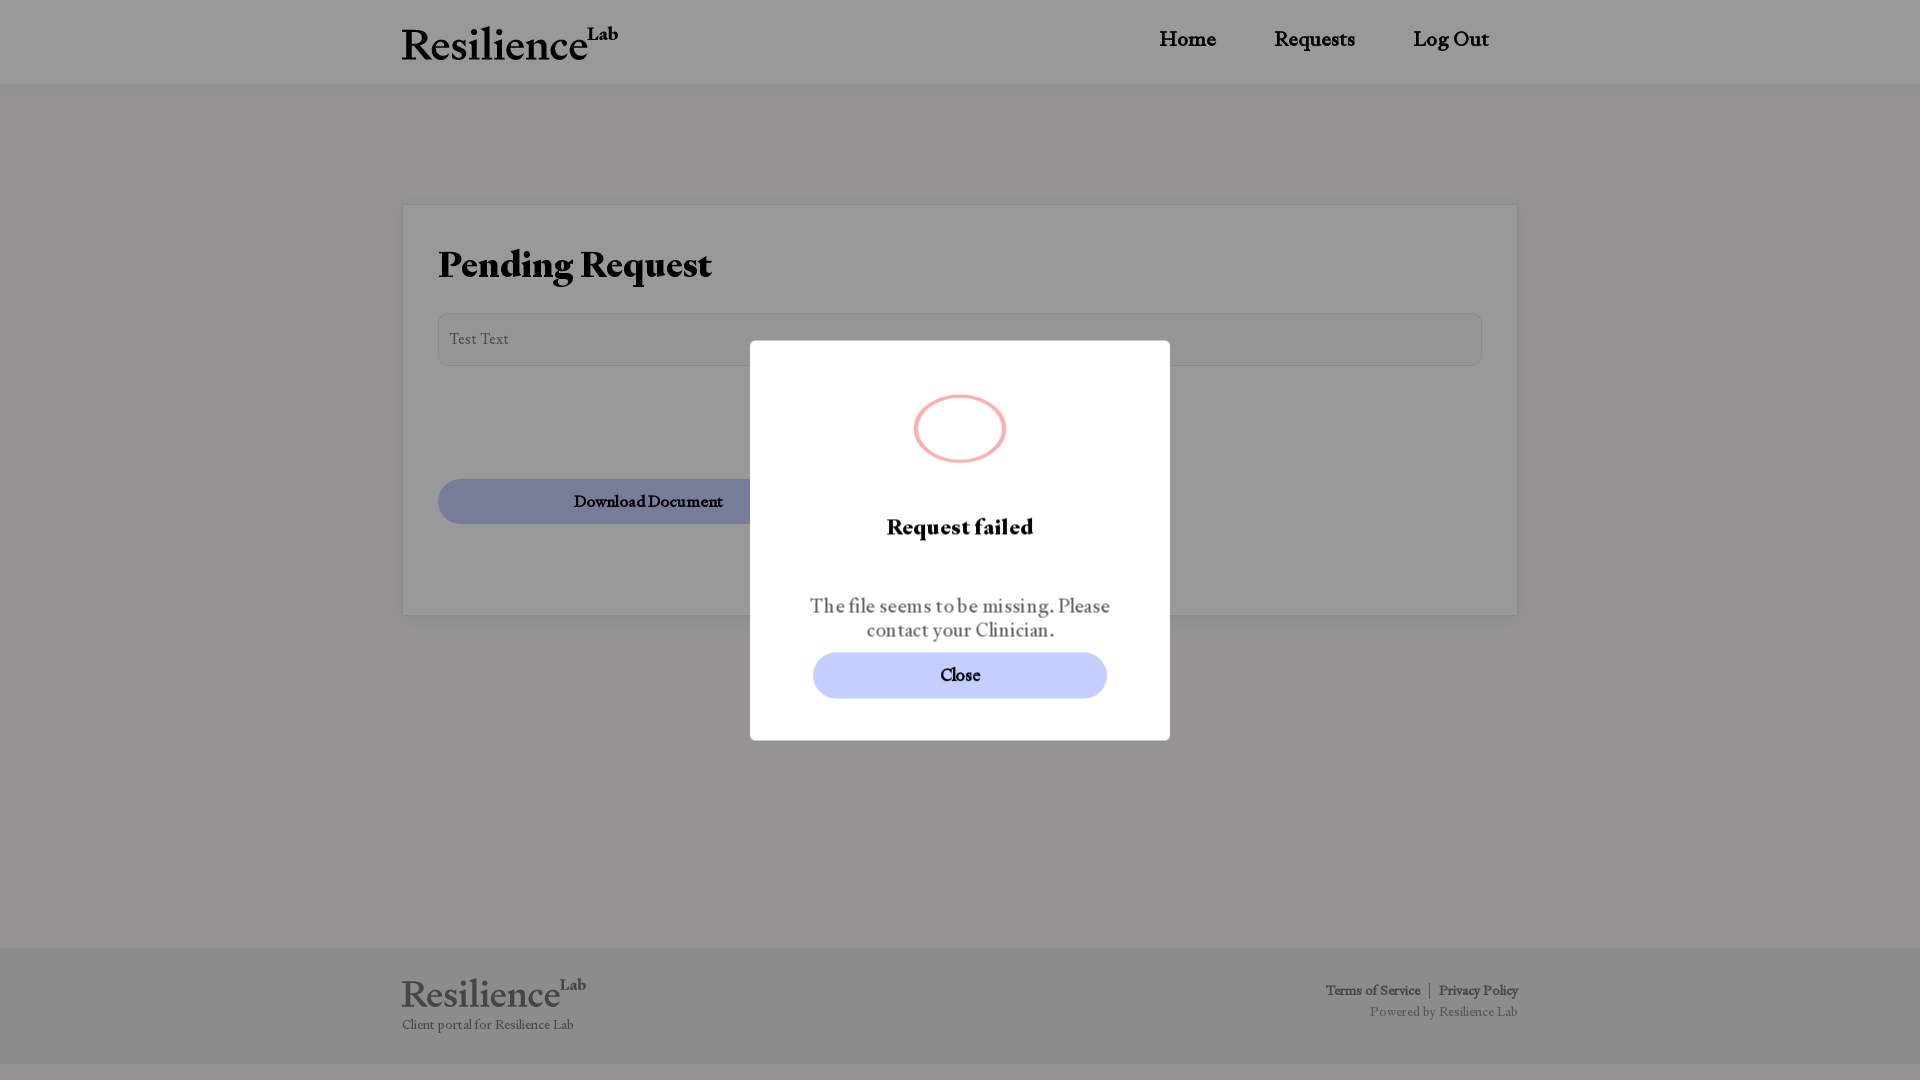 ResilienceLab
Home
Requests
Log Out
Pending Request
Test Text
Download Document
Request failed
The file seems to be missing. Please
contact your Clinician.
Close
ResilienceLab
Client portal for Resilience Lab
Terms of Service | Privacy Policy
Powered by Resilience Lab